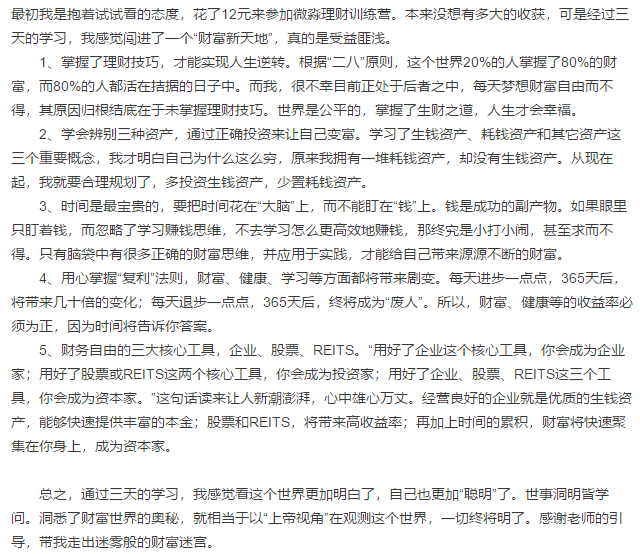 最初我是抱着试试看的态度，花了12元来参加微淼理财训练营。本来没想有多大的收获，可是经过三
天的学习，我感觉闯进了一个“财富新天地”，真的是受益匪浅。
1、掌握了理财技巧，才能实现人生逆转。根据“二八”原则，这个世界20%的人掌握了80%的财
富，而80%的人都活在拮据的日子中。而我，很不幸目前正处于后者之中，每天梦想财富自由而不
得，其原因归根结底在于未掌握理财技巧。世界是公平的，掌握了生财之道，人生才会幸福。
2、学会辨别三种资产，通过正确投资来让自己变富。学习了生钱资产、耗钱资产和其它资产这
三个重要概念，我才明白自己为什么这么穷，原来我拥有一堆耗钱资产，却没有生钱资产。从现在
起，我就要合理规划了，多投资生钱资产，少置耗钱资产。
3、时间是最宝贵的，要把时间花在“大脑”上，而不能盯在“钱”上。钱是成功的副产物。如果眼里
只盯着钱，而忽略了学习赚钱思维，不去学习怎么更高效地赚钱，那终究是小打小闹，甚至求而不
得。只有脑袋中有很多正确的财富思维，并应用于实践，才能给自己带来源源不断的财富。
4、用心掌握“复利”法则，财富、健康、学习等方面都将带来剧变。每天进步一点点，365天后，
将带来几十倍的变化；每天退步一点点，365天后，终将成为“废人”。所以，财富、健康等的收益率必
须为正，因为时间将告诉你答案。
5、财务自由的三大核心工具，企业、股票、REITS。“用好了企业这个核心工具，你会成为企业
家；用好了股票或REITS这两个核心工具，你会成为投资家；用好了企业、股票、REITS这三个工
具，你会成为资本家。”这句话读来让人新潮澎湃，心中雄心万丈。经营良好的企业就是优质的生钱资
产，能够快速提供丰富的本金；股票和REITS，将带来高收益率；再加上时间的累积，财富将快速聚
集在你身上，成为资本家。
总之，通过三天的学习，我感觉看这个世界更加明白了，自己也更加“聪明”了。世事洞明皆学
问。洞悉了财富世界的奥秘，就相当于以“上帝视角”在观测这个世界，一切终将明了。感谢老师的引
导，带我走出迷雾般的财富迷宫。